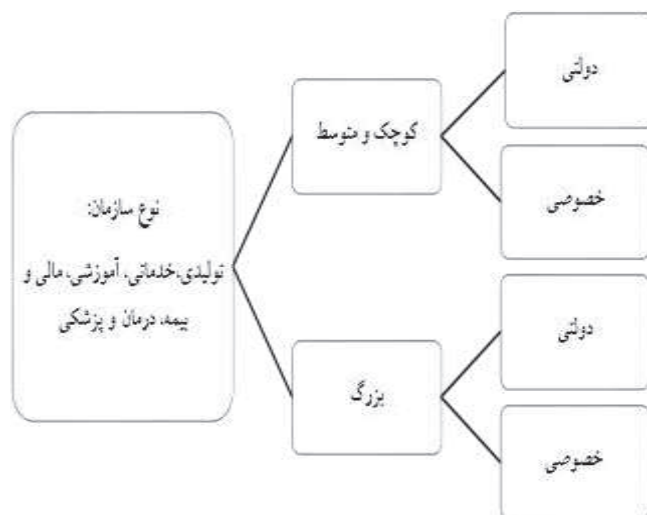 نوع سازمان:
تولیدی،خدماتی، آموزشی، مالی و
بیمه، درمان و پزشکی
کوچک و متوسط
دولتی
خصوصی
بزرگ
دولتی
خصوصی